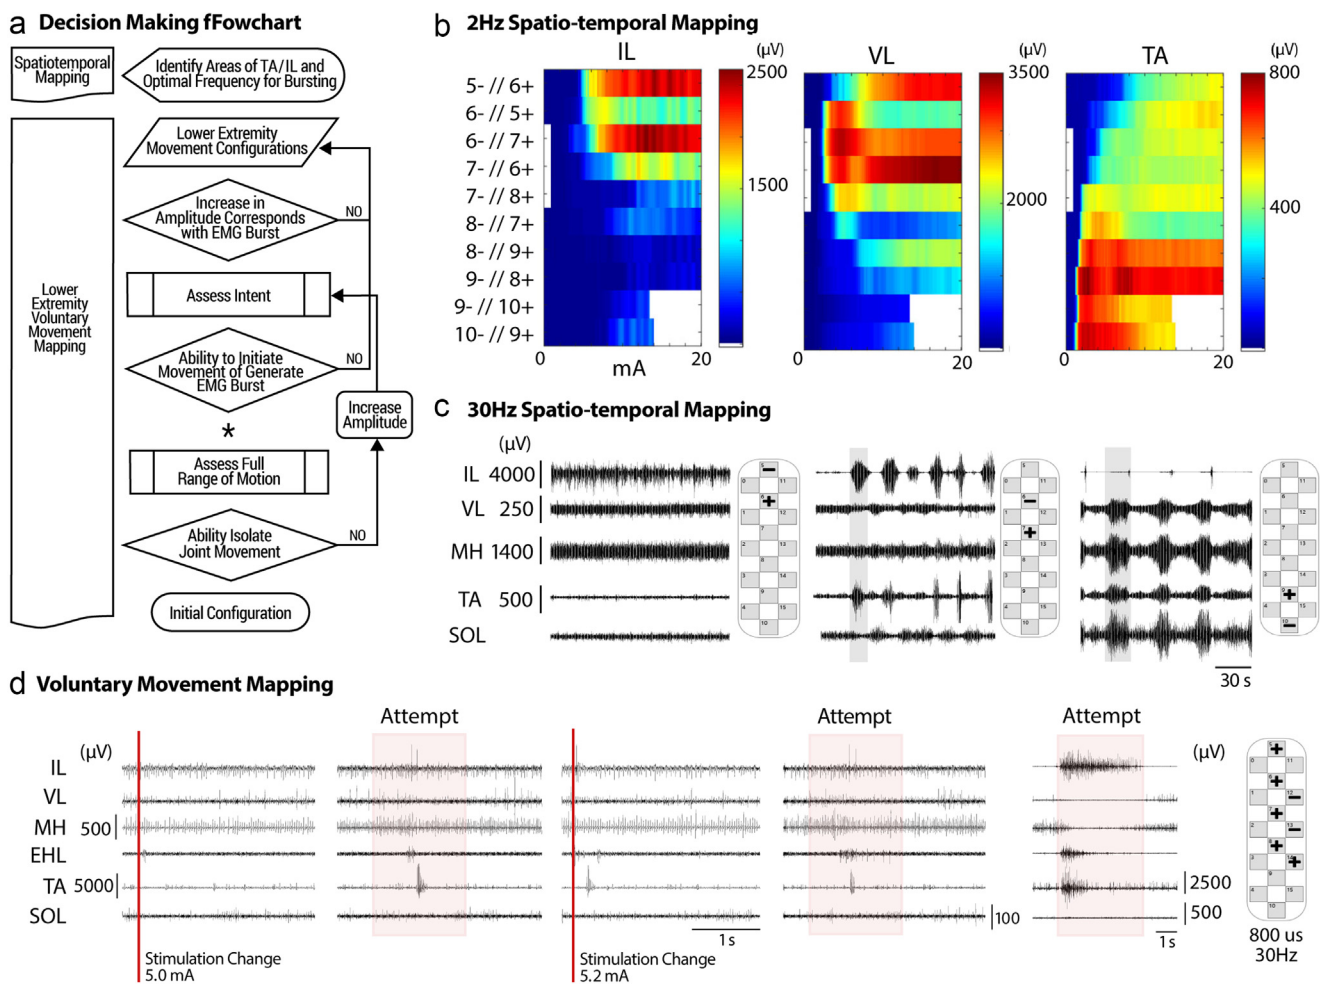 a Decision Making fFowchart
Spatiotemporal
Mapping
Identify Areas of TA/IL and
Optimal Frequency for Bursting
Lower Extremity
Movement Configurations
Increase in
Amplitude Corresponds
with EMG Burst
NO
Lower
Extremity
Voluntary
Movement
Mapping
Assess Intent
Ability to Initiate
Movement of Generate
EMG Burst
NO
Increase
Amplitude
*
Assess Full
Range of Motion
Ability Isolate
Joint Movement
NO
Initial Configuration
b 2Hz Spatio-temporal Mapping
IL (µV) VL (µV) TA (µV)
5- // 6+
6- // 5+
6- // 7+
7- // 6+
7- // 8+
8- // 7+
8- // 9+
9- // 8+
9- // 10+
10- // 9+
2500
1500
3500
2000
800
400
0 mA 20
0 20
0 20
c 30Hz Spatio-temporal Mapping
(µV)
IL 4000
VL 250
MH 1400
TA 500
SOL
30 s
d Voluntary Movement Mapping
Attempt Attempt Attempt
(µV) (µV)
IL
VL
MH 500
EHL
TA 5000
SOL
2500
500
100
1 s
1 s
Stimulation Change
5.0 mA
Stimulation Change
5.2 mA
800 us
30Hz